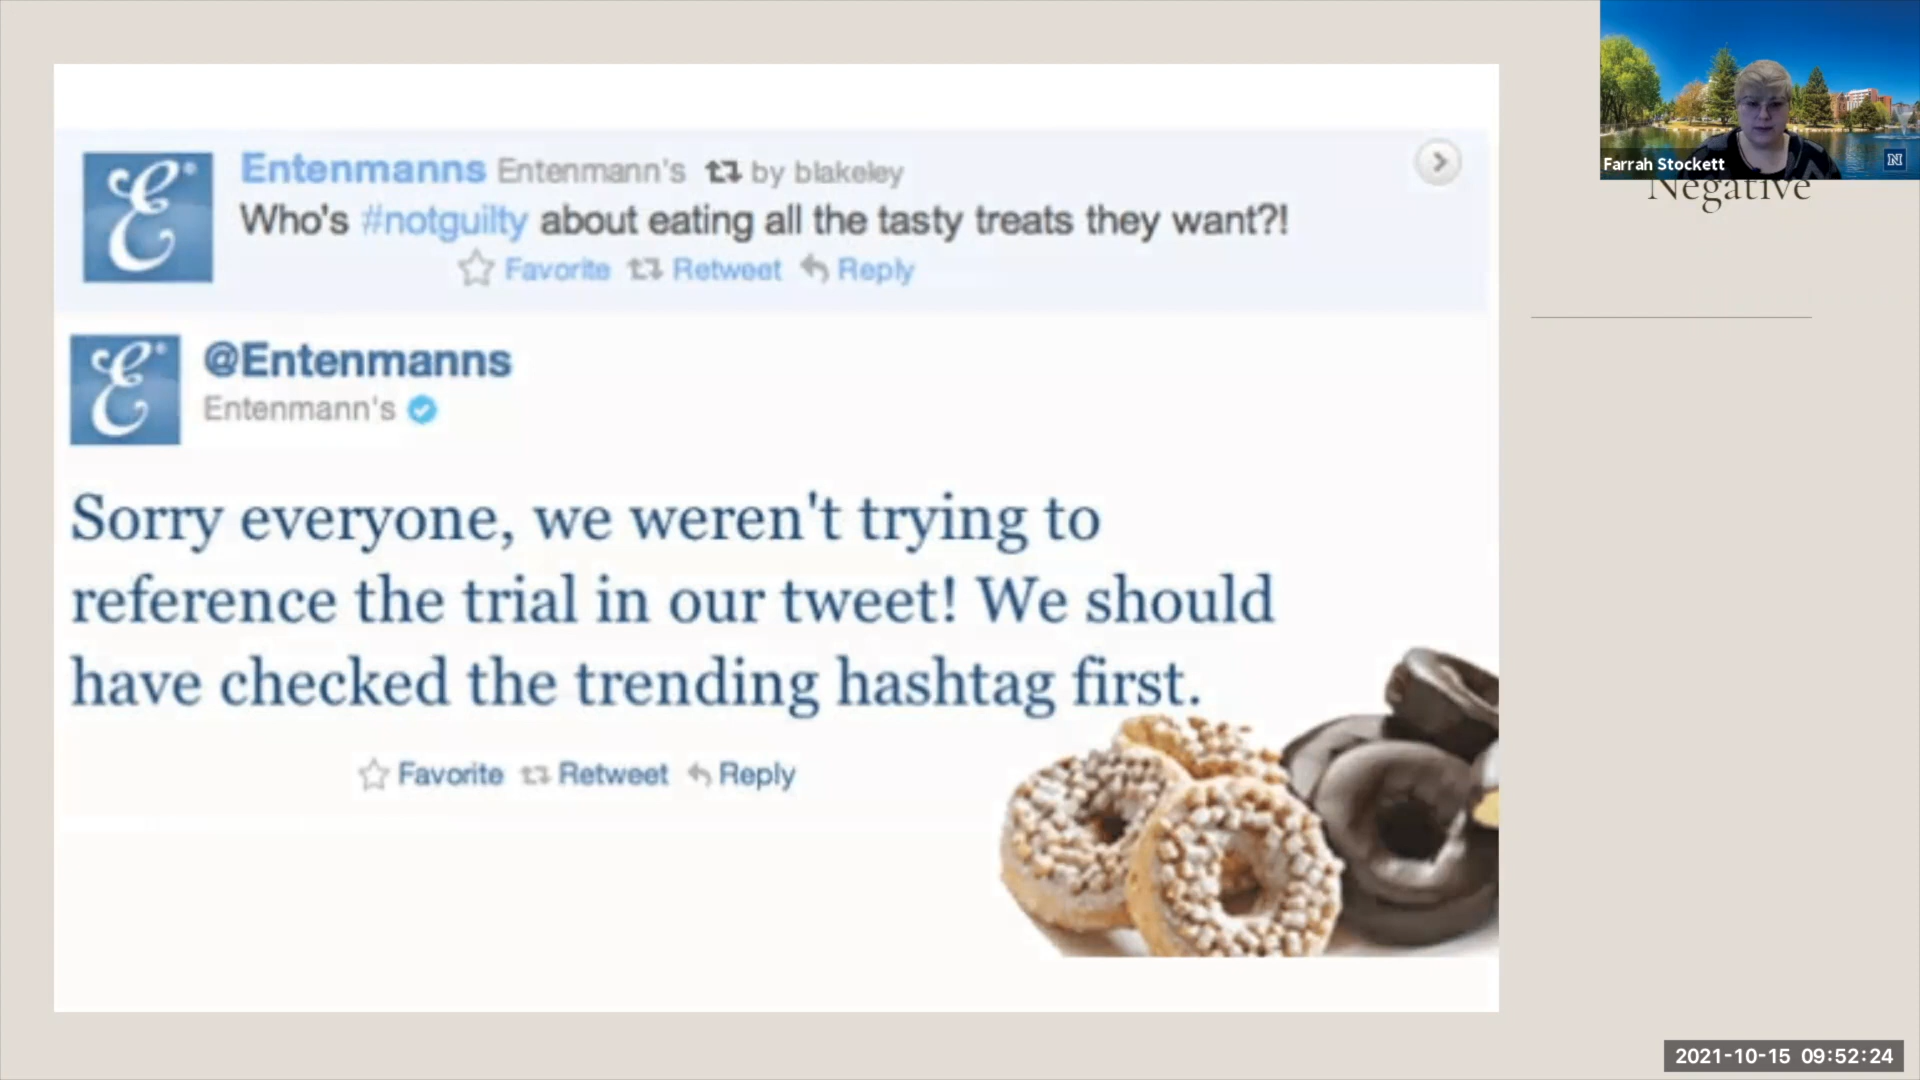 Entenmanns Entenmann's by blakeley
Who's #notguilty about eating all the tasty treats they want?!
Favorite Retweet Reply
@Entenmanns
Entenmann's
Sorry everyone, we weren't trying to
reference the trial in our tweet! We should
have checked the trending hashtag first.
Favorite Retweet Reply
Farrah Stockett
N
Negative
2021-10-15 09:52:24